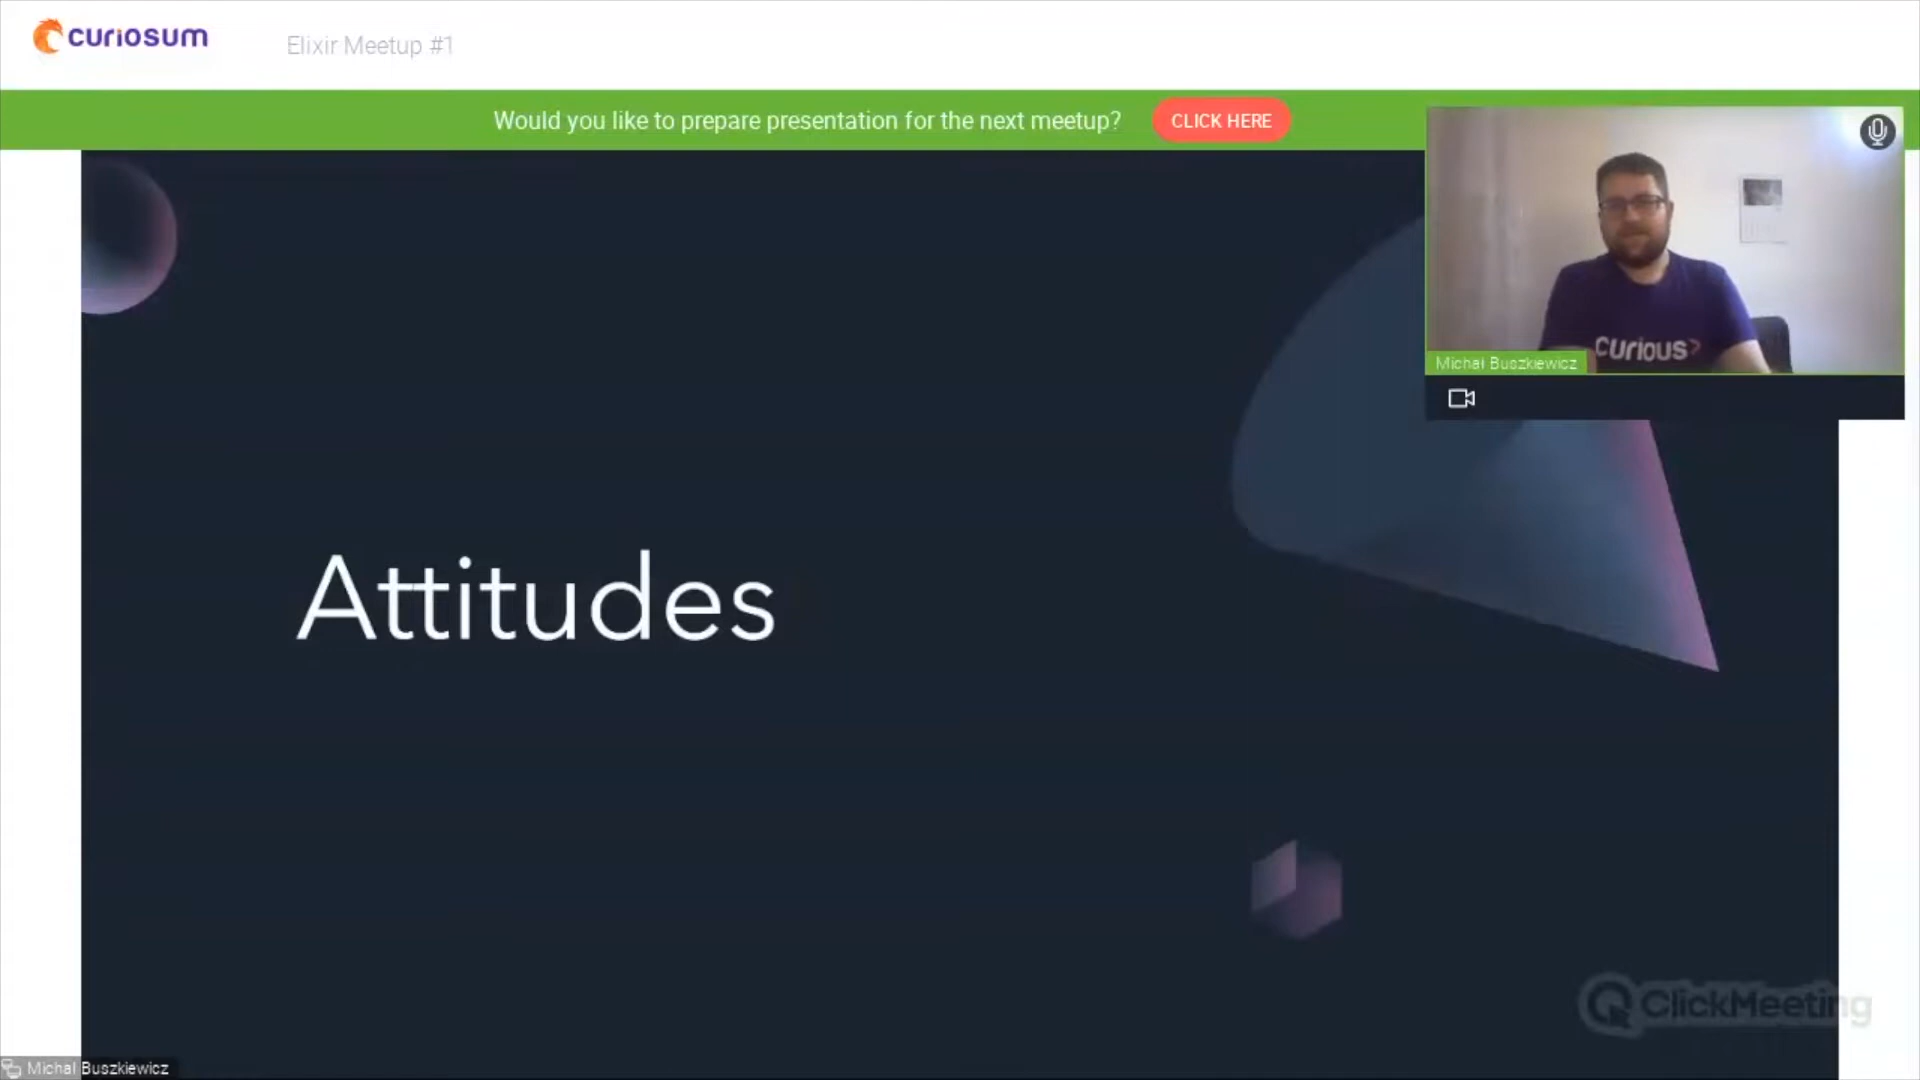 curiosum
Elixir Meetup #1
Would you like to prepare presentation for the next meetup?
CLICK HERE
curious>
Michał Buszkiewicz
Attitudes
ClickMeeting
Michał Buszkiewicz